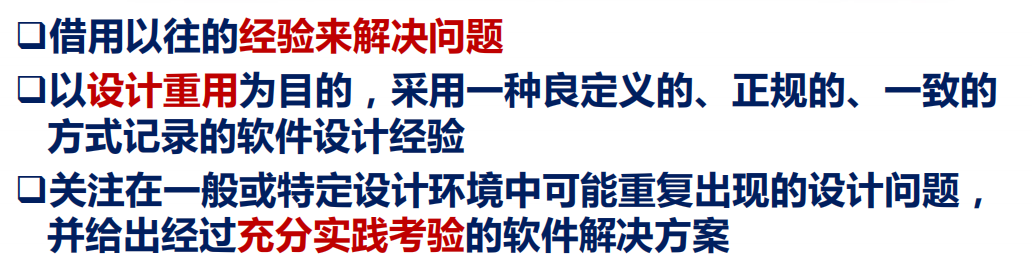 ❑借用以往的经验来解决问题
❑以设计重用为目的，采用一种良定义的、正规的、一致的
方式记录的软件设计经验
❑关注在一般或特定设计环境中可能重复出现的设计问题，
并给出经过充分实践考验的软件解决方案